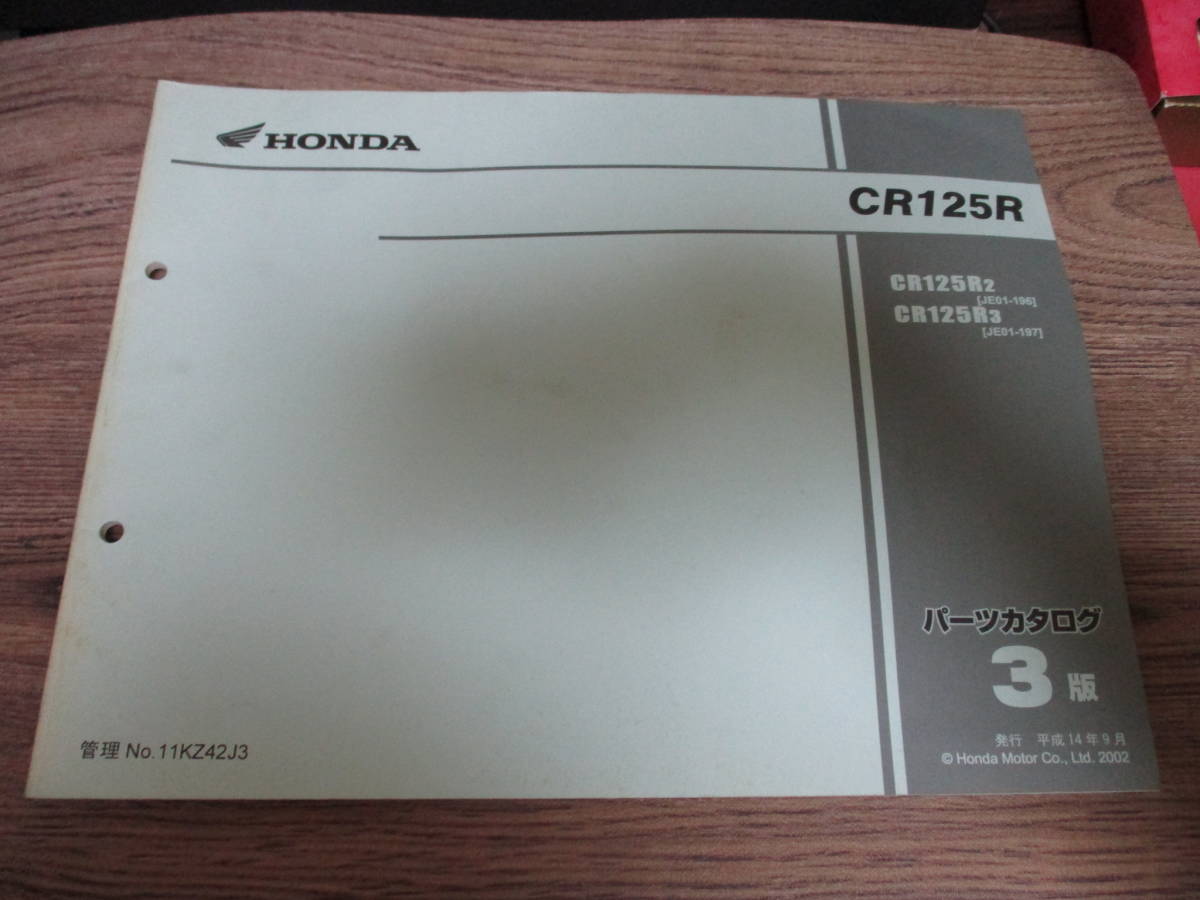 HONDA
CR125R
CR125R2
[JE01-196]
CR125R3
[JE01-197]
パーツカタログ
3版
管理 No.11KZ42J3
発行 平成14年9月
© Honda Motor Co., Ltd. 2002